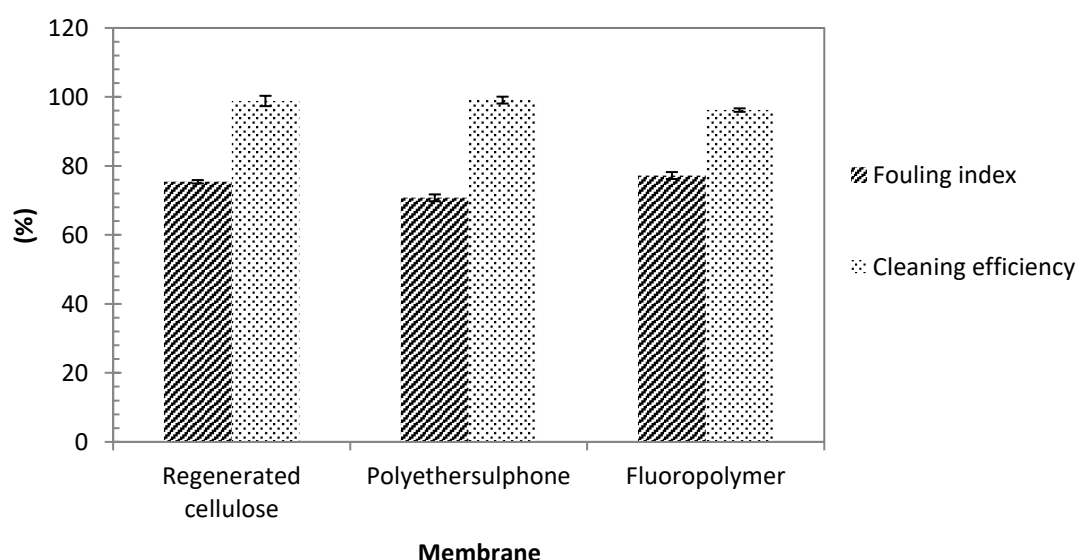 120
100
80
60
40
20
0
(%)
Regenerated
cellulose
Polyethersulphone
Fluoropolymer
Membrane
Fouling index
Cleaning efficiency